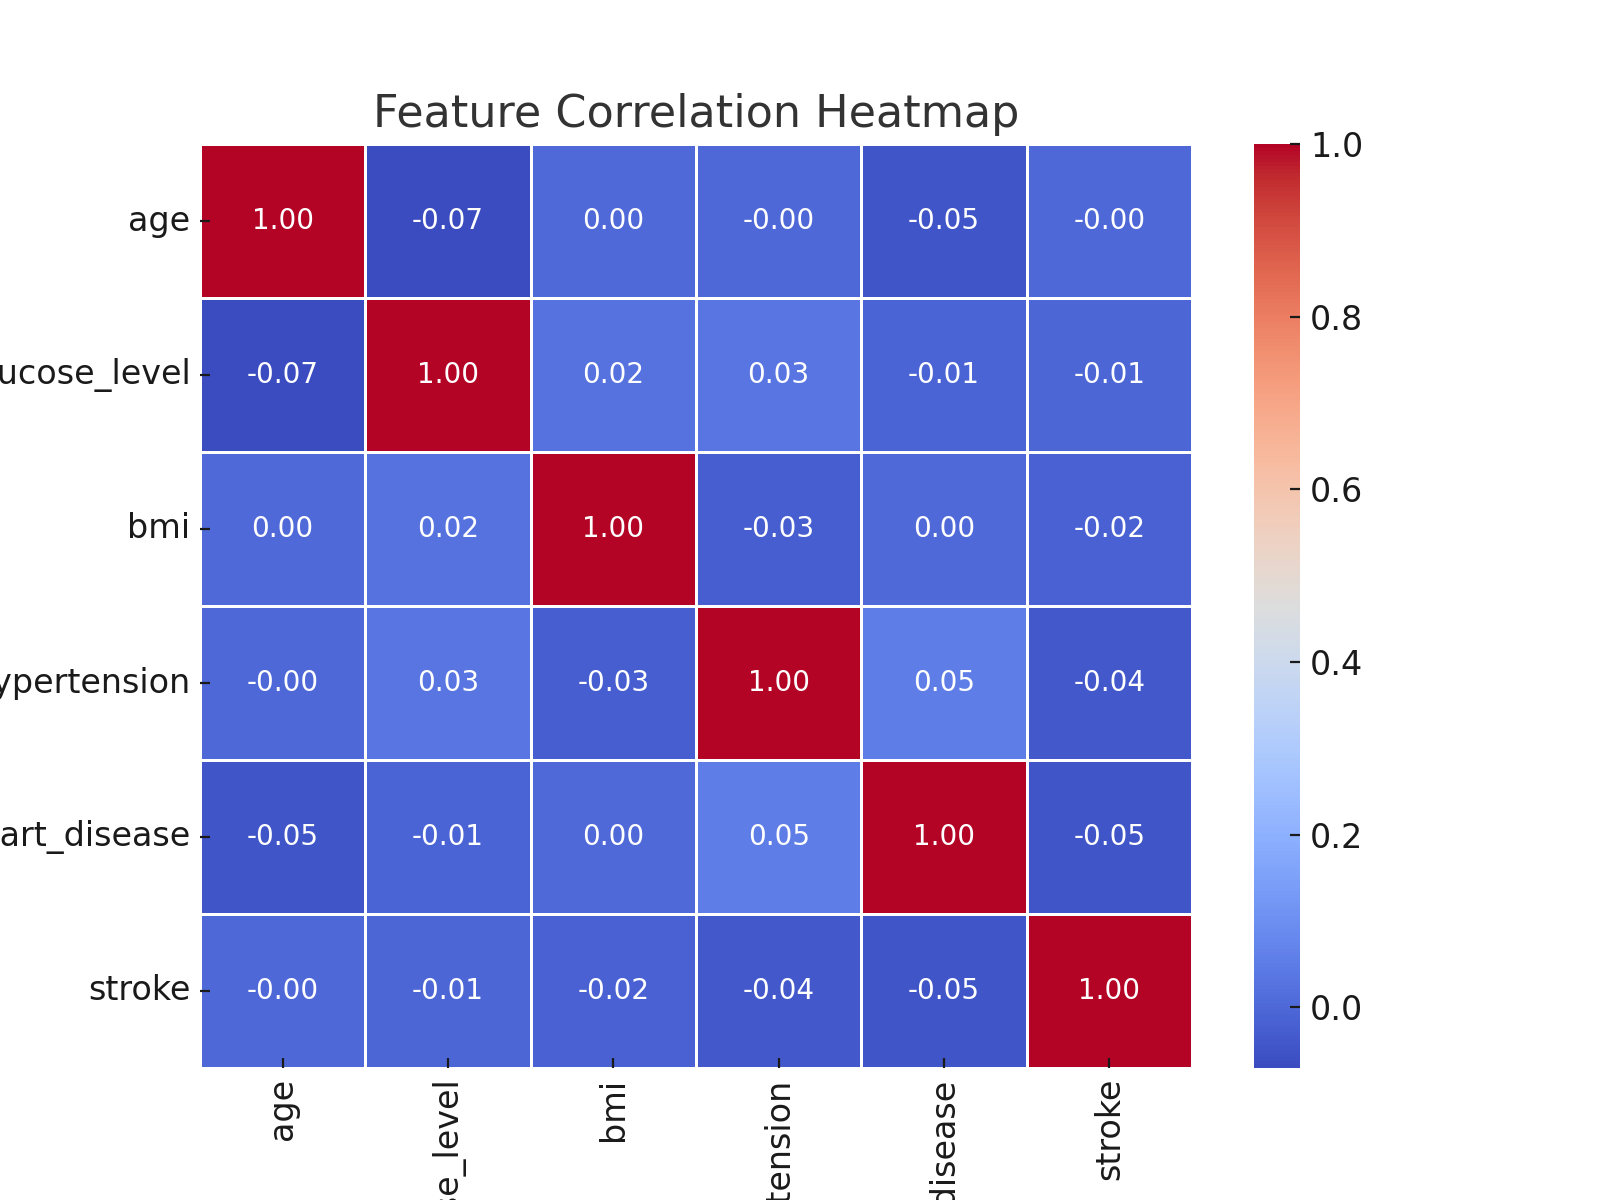 Feature Correlation Heatmap
age 1.00 -0.07 0.00 -0.00 -0.05 -0.00
ucose_level -0.07 1.00 0.02 0.03 -0.01 -0.01
bmi 0.00 0.02 1.00 -0.03 0.00 -0.02
ypertension -0.00 0.03 -0.03 1.00 0.05 -0.04
art_disease -0.05 -0.01 0.00 0.05 1.00 -0.05
stroke -0.00 -0.01 -0.02 -0.04 -0.05 1.00
age
se_level
bmi
tension
disease
stroke
1.0
0.8
0.6
0.4
0.2
0.0